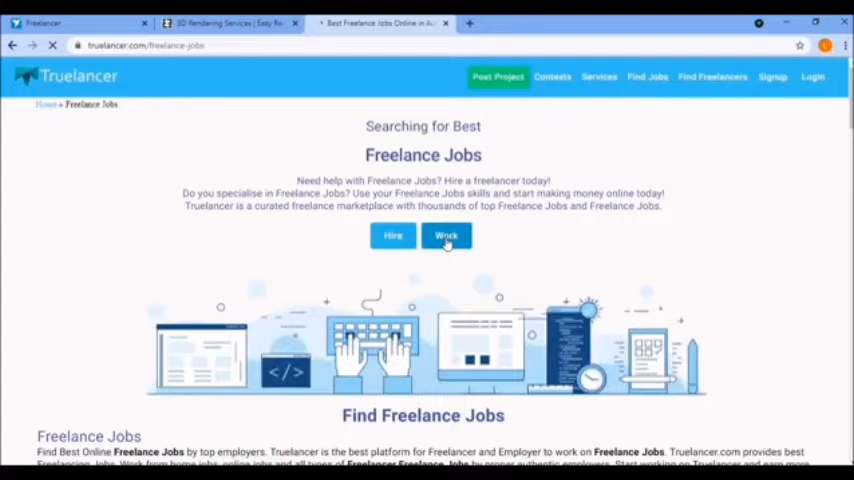 Freelancer
3D Rendering Services | Easy Re
Best Freelance Jobs Online in Au
truelancer.com/freelance-jobs
L
Truelancer
Post Project Contests Services Find Jobs Find Freelancers Signup Login
Home » Freelance Jobs
Searching for Best
Freelance Jobs
Need help with Freelance Jobs? Hire a freelancer today!
Do you specialise in Freelance Jobs? Use your Freelance Jobs skills and start making money online today!
Truelancer is a curated freelance marketplace with thousands of top Freelance Jobs and Freelance Jobs.
Hire Work
</>
Find Freelance Jobs
Freelance Jobs
Find Best Online Freelance Jobs by top employers. Truelancer is the best platform for Freelancer and Employer to work on Freelance Jobs. Truelancer.com provides best
Freelancing Jobs, Work from home jobs, online jobs and all types of Freelancer Freelance Jobs by proper authentic employers. Start working on Truelancer and earn more